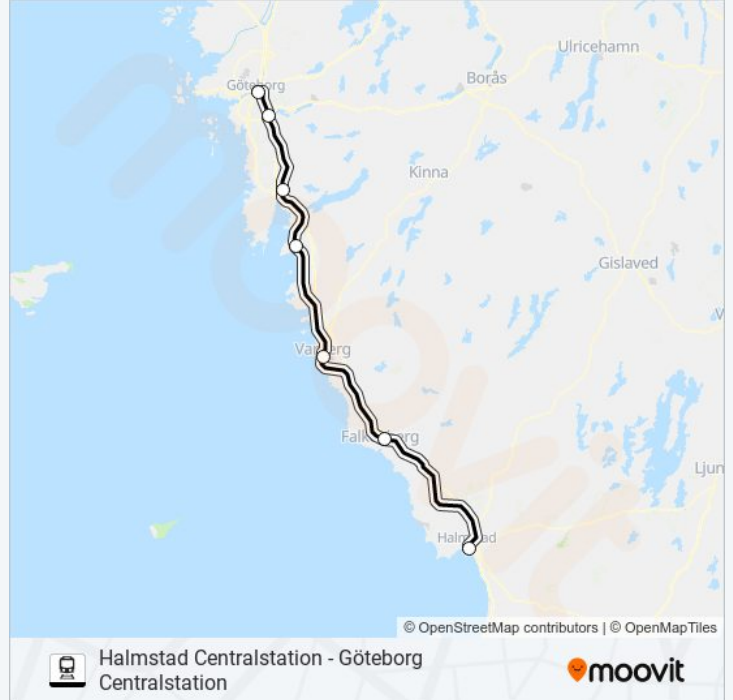 Ulricehamn
Borås
Göteborg
Kinna
Gislaved
Varberg
Falkenberg
Ljun
Halmstad
© OpenStreetMap contributors | © OpenMapTiles
Halmstad Centralstation - Göteborg
Centralstation
moovit